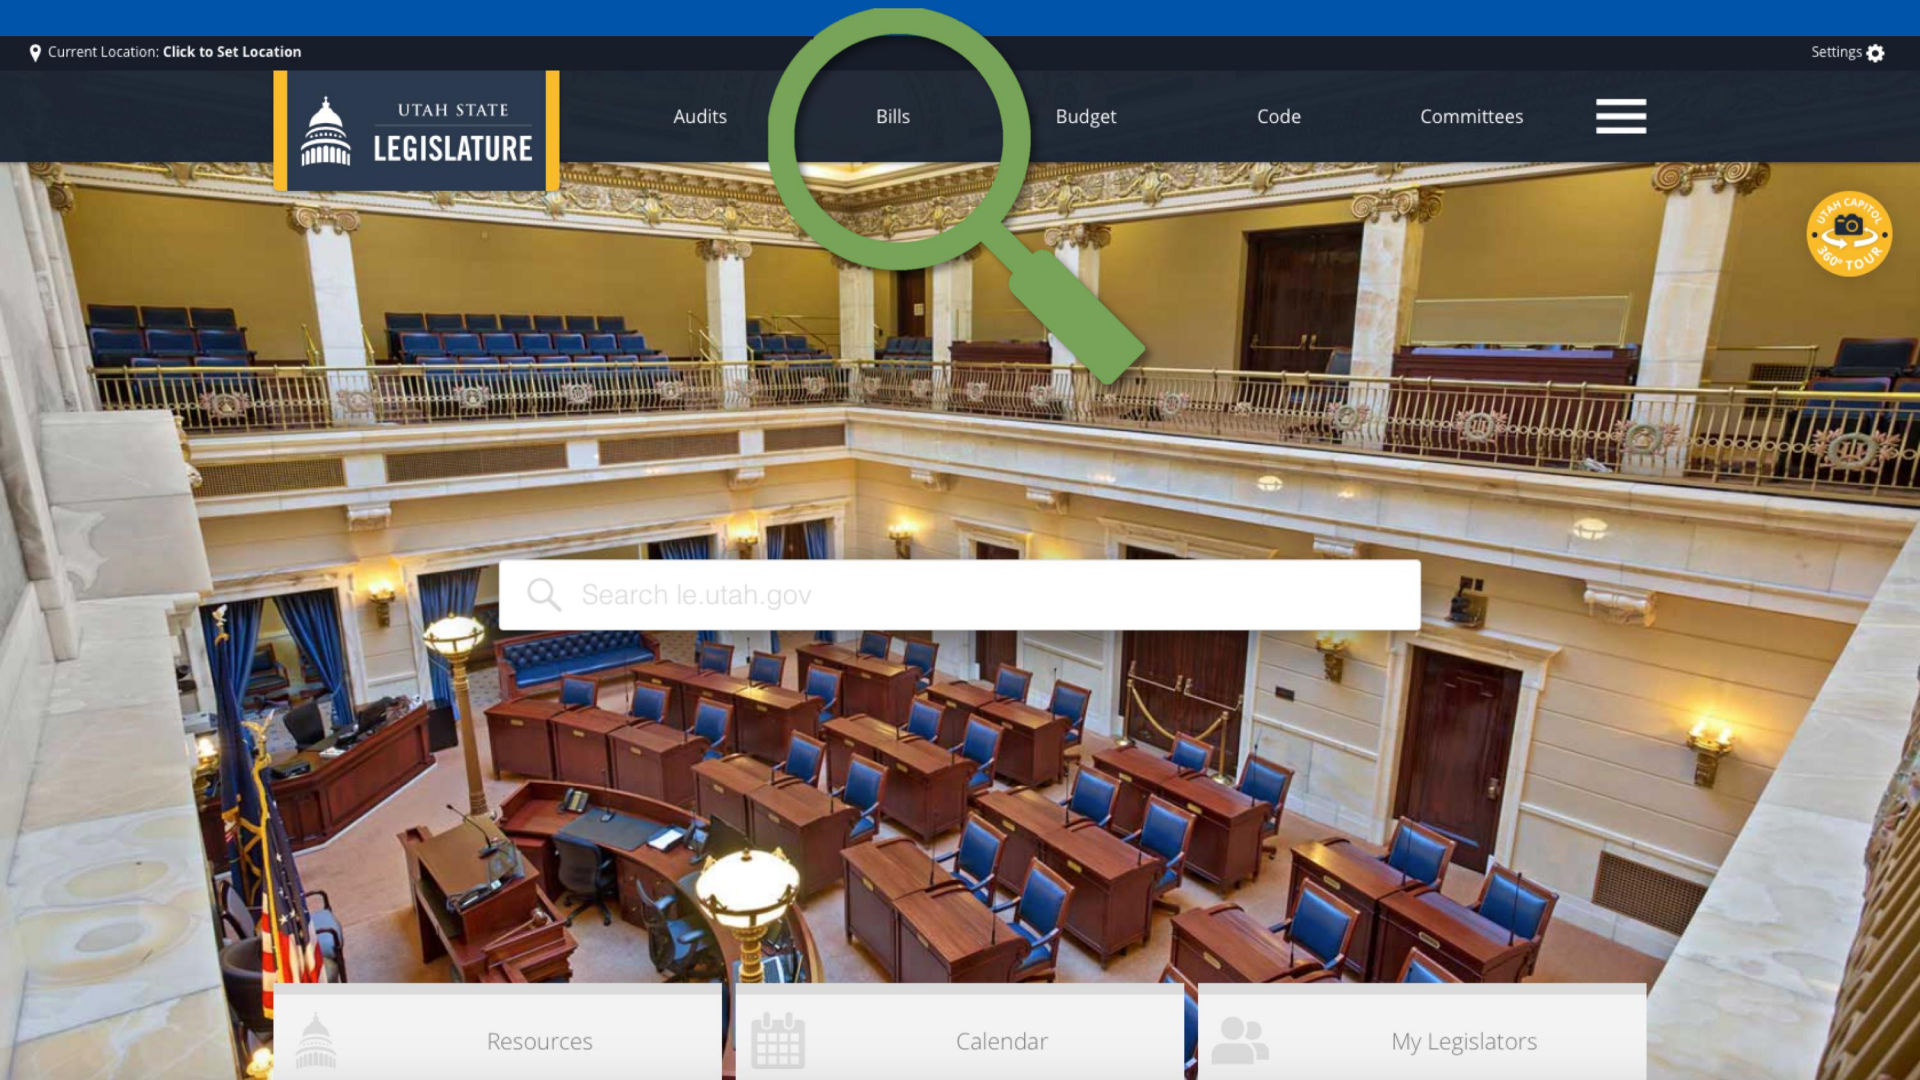 Current Location: Click to Set Location
Settings
UTAH STATE
LEGISLATURE
Audits
Bills
Budget
Code
Committees
UTAH CAPITOL
360° TOUR
Search le.utah.gov
Resources
Calendar
My Legislators